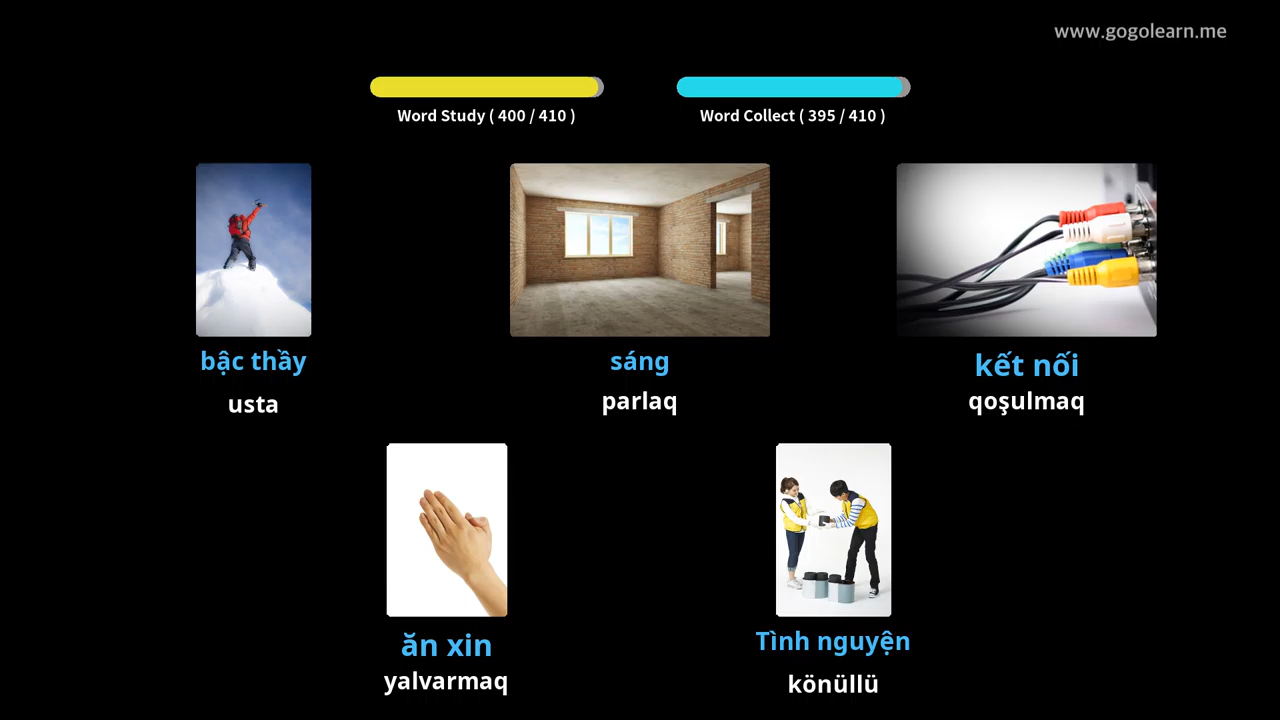 www.gogolearn.me
Word Study ( 400 / 410 )
Word Collect ( 395 / 410 )
bậc thầy
usta
sáng
parlaq
kết nối
qoşulmaq
ăn xin
yalvarmaq
Tình nguyện
könüllü